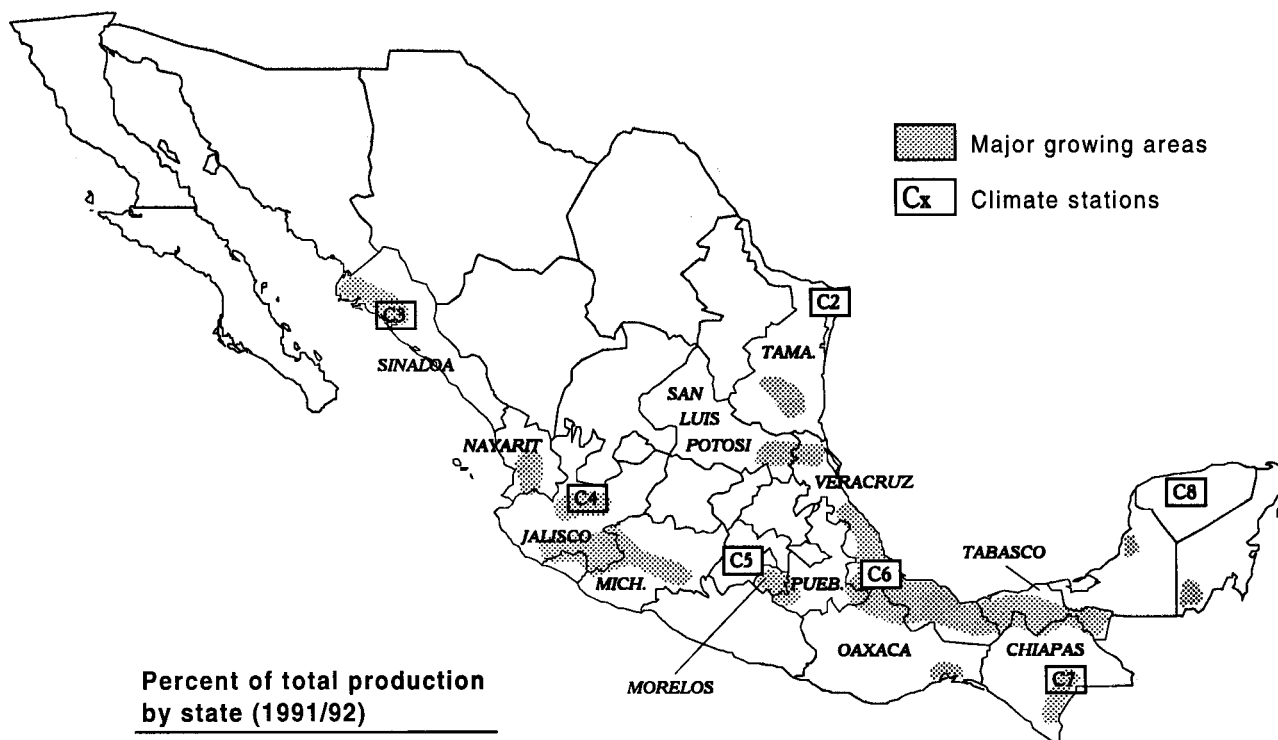 Major growing areas
Cx Climate stations
C2
C3
TAMA.
SINALOA
SAN
LUIS
POTOSI
NAYARIT
VERACRUZ
C4
C8
JALISCO
TABASCO
C5
C6
MICH.
PUEB.
OAXACA
CHIAPAS
C7
MORELOS
Percent of total production
by state (1991/92)